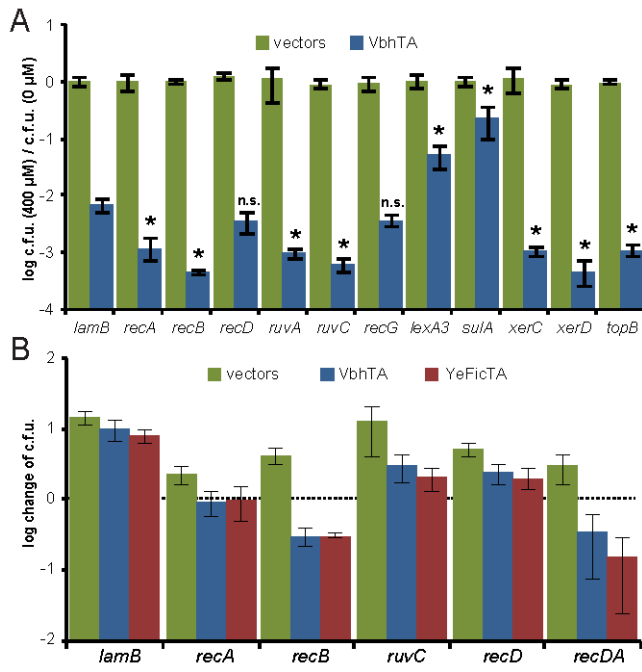 A
vectors VbhTA
log c.f.u. (400 µM) / c.f.u. (0 µM)
1
0
-1
-2
-3
-4
* * n.s. * * n.s. * * * * *
lamB recA recB recD ruvA ruvC recG lexA3 sulA xerC xerD topB
B
vectors VbhTA YeFicTA
log change of c.f.u.
2
1
0
-1
-2
lamB recA recB ruvC recD recDA